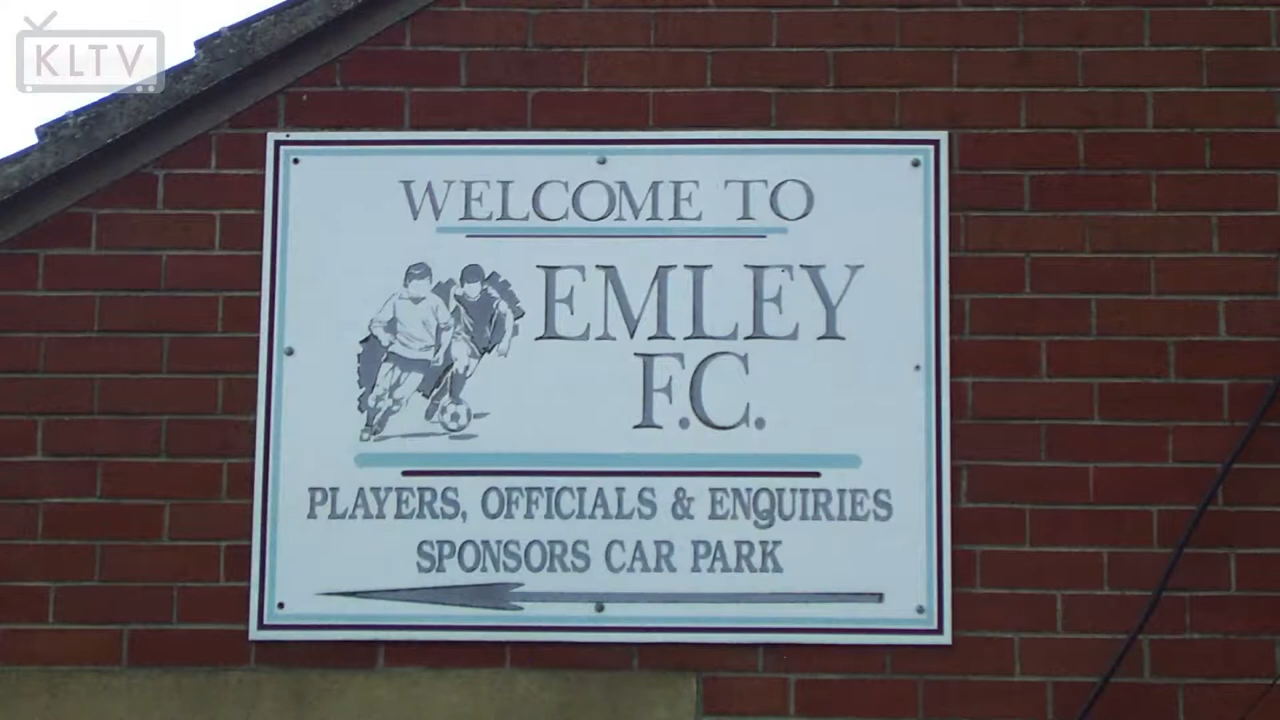 KLTV
WELCOME TO
EMLEY
F.C.
PLAYERS, OFFICIALS & ENQUIRIES
SPONSORS CAR PARK